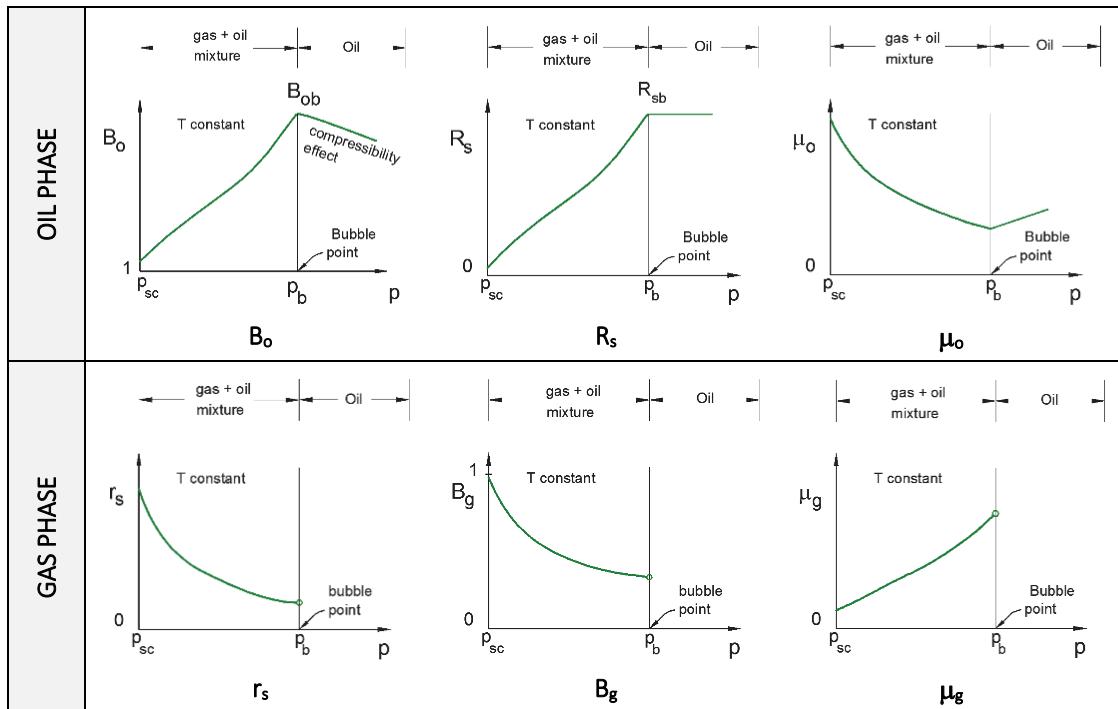 OIL PHASE
gas + oil
mixture
Oil
B_ob
B_o
T constant
compressibility
effect
1
Bubble
point
p_sc
p_b
p
B_o
gas + oil
mixture
Oil
R_sb
R_s
T constant
0
Bubble
point
p_sc
p_b
p
R_s
gas + oil
mixture
Oil
μ_o
T constant
0
Bubble
point
p_sc
p_b
p
μ_o
GAS PHASE
gas + oil
mixture
Oil
r_s
T constant
0
bubble
point
p_sc
p_b
p
r_s
gas + oil
mixture
Oil
1
B_g
T constant
0
bubble
point
p_sc
p_b
p
B_g
gas + oil
mixture
Oil
μ_g
T constant
0
Bubble
point
p_sc
p_b
p
μ_g